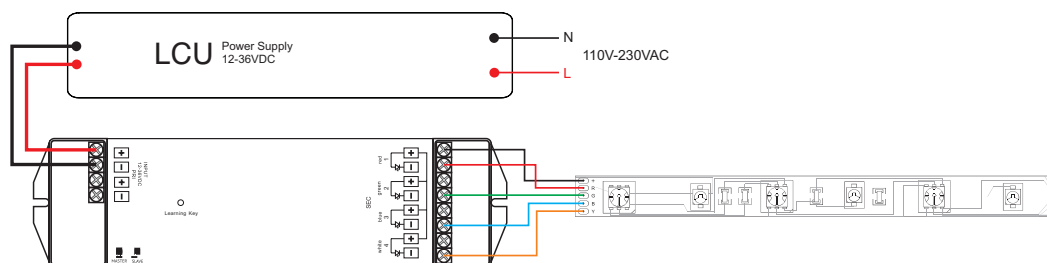 LCU
Power Supply
12-36VDC
N
110V-230VAC
L
+
−
+
−
INPUT
12-36VDC
PRI
Learning Key
MASTER
SLAVE
SEC
red
1
+
−
green
2
+
−
blue
3
+
−
white
4
+
−
+
R
G
B
Y